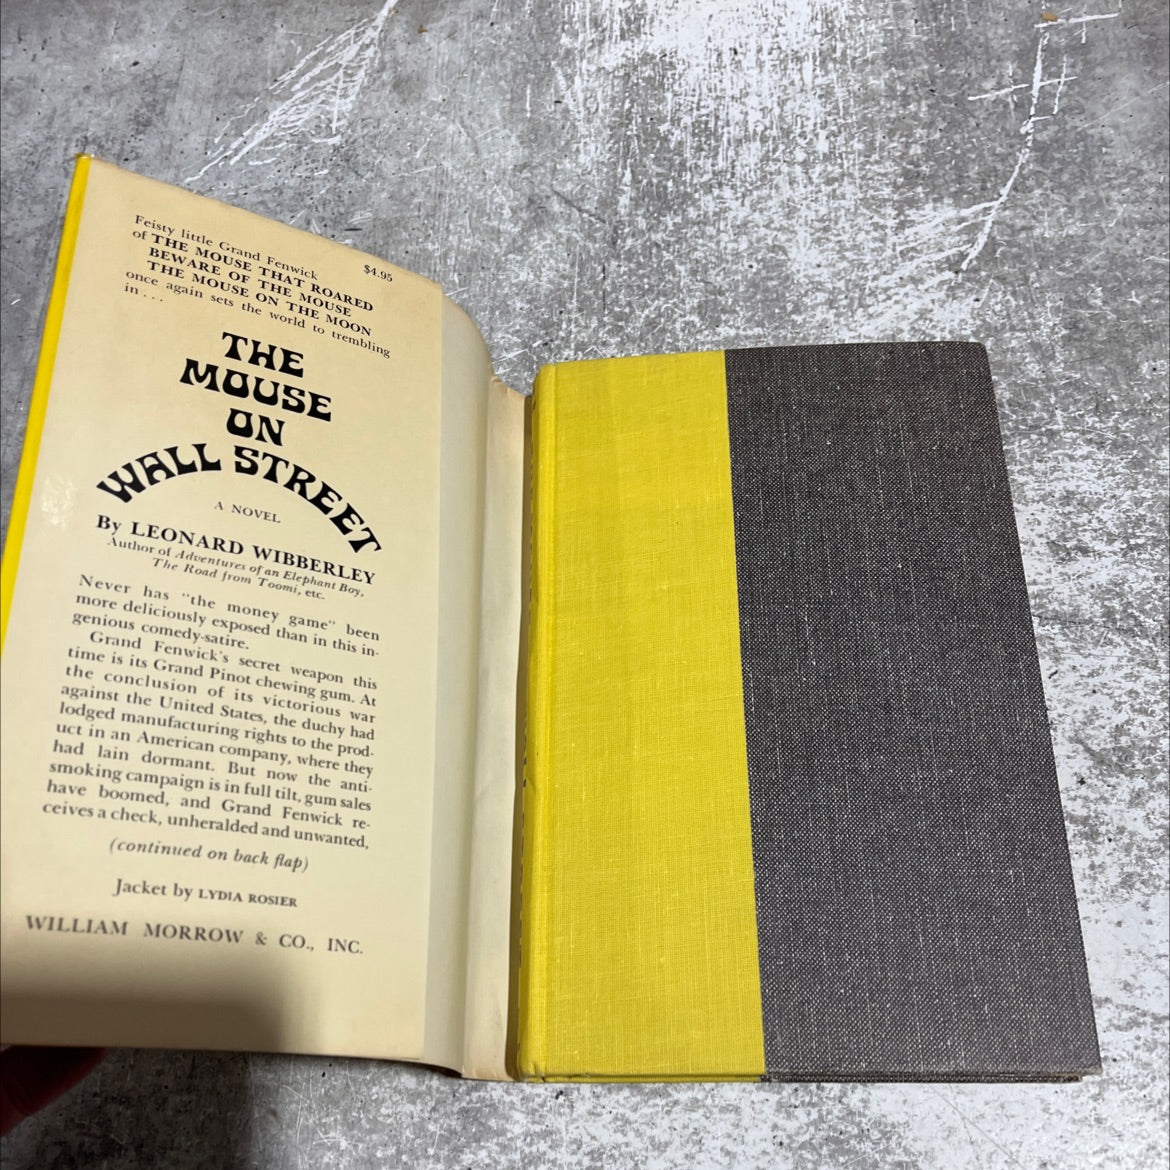 Feisty little Grand Fenwick $4.95
of THE MOUSE THAT ROARED
BEWARE OF THE MOUSE
THE MOUSE ON THE MOON
once again sets the world to trembling
in . . .
THE
MOUSE
ON
WALL STREET
A NOVEL
By LEONARD WIBBERLEY
Author of Adventures of an Elephant Boy,
The Road from Toomi, etc.
Never has "the money game" been
more deliciously exposed than in this in-
genious comedy-satire.
Grand Fenwick's secret weapon this
time is its Grand Pinot chewing gum. At
the conclusion of its victorious war
against the United States, the duchy had
lodged manufacturing rights to the prod-
uct in an American company, where they
had lain dormant. But now the anti-
smoking campaign is in full tilt, gum sales
have boomed, and Grand Fenwick re-
ceives a check, unheralded and unwanted,
(continued on back flap)
Jacket by LYDIA ROSIER
WILLIAM MORROW & CO., INC.